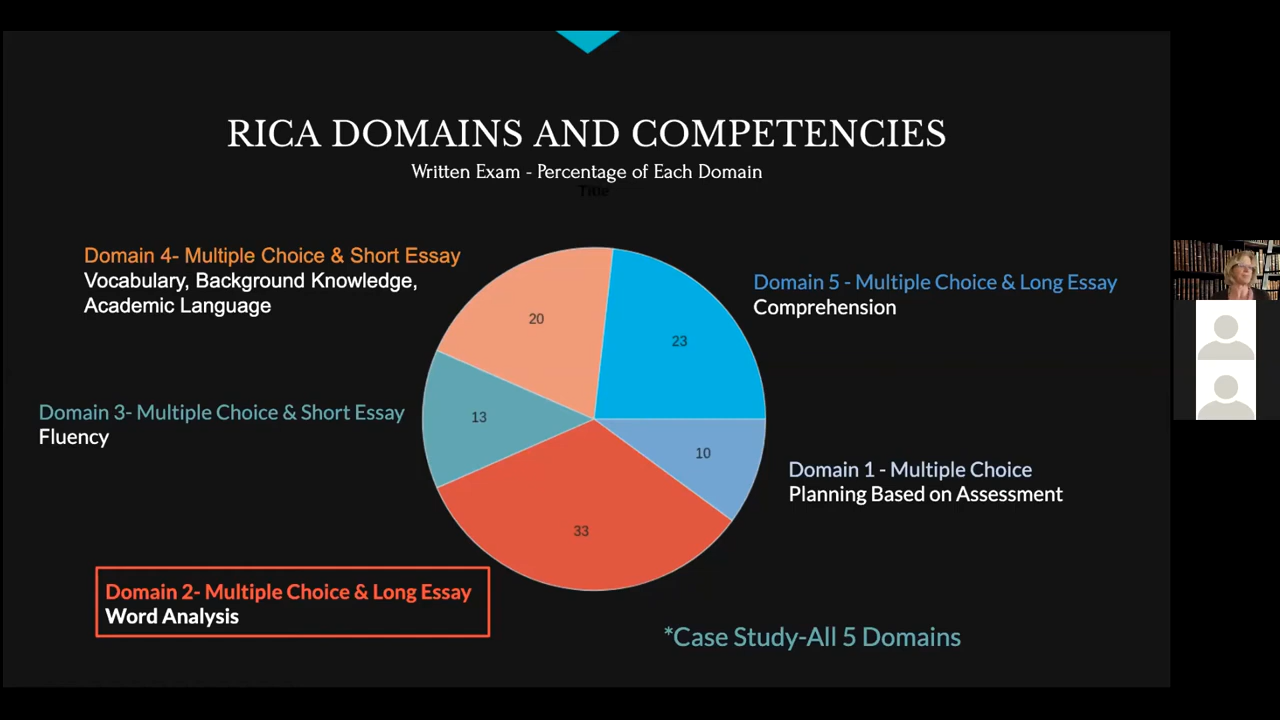 RICA DOMAINS AND COMPETENCIES
Written Exam - Percentage of Each Domain
Title
Domain 4- Multiple Choice & Short Essay
Vocabulary, Background Knowledge,
Academic Language
20
23
Domain 5 - Multiple Choice & Long Essay
Comprehension
Domain 3- Multiple Choice & Short Essay
Fluency
13
10
Domain 1 - Multiple Choice
Planning Based on Assessment
33
Domain 2- Multiple Choice & Long Essay
Word Analysis
*Case Study-All 5 Domains